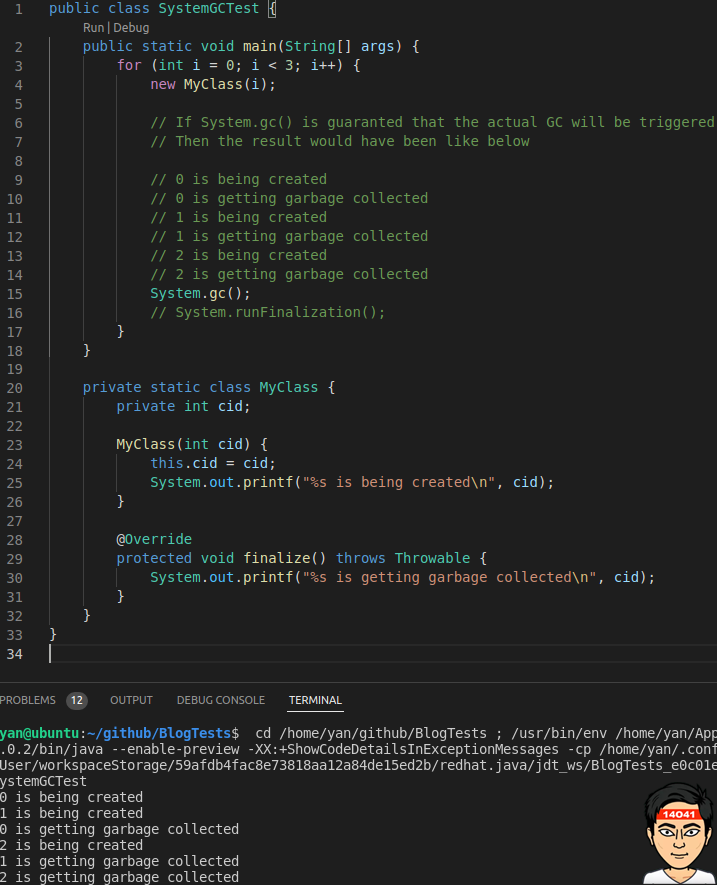 1 public class SystemGCTest {
Run | Debug
2 public static void main(String[] args) {
3 for (int i = 0; i < 3; i++) {
4 new MyClass(i);
5
6 // If System.gc() is guaranted that the actual GC will be triggered
7 // Then the result would have been like below
8
9 // 0 is being created
10 // 0 is getting garbage collected
11 // 1 is being created
12 // 1 is getting garbage collected
13 // 2 is being created
14 // 2 is getting garbage collected
15 System.gc();
16 // System.runFinalization();
17 }
18 }
19
20 private static class MyClass {
21 private int cid;
22
23 MyClass(int cid) {
24 this.cid = cid;
25 System.out.printf("%s is being created\n", cid);
26 }
27
28 @Override
29 protected void finalize() throws Throwable {
30 System.out.printf("%s is getting garbage collected\n", cid);
31 }
32 }
33 }
34
PROBLEMS 12 OUTPUT DEBUG CONSOLE TERMINAL
yan@ubuntu:~/github/BlogTests$ cd /home/yan/github/BlogTests ; /usr/bin/env /home/yan/App
.0.2/bin/java --enable-preview -XX:+ShowCodeDetailsInExceptionMessages -cp /home/yan/.conf
User/workspaceStorage/59afdb4fac8e73818aa12a84de15ed2b/redhat.java/jdt_ws/BlogTests_e0c01e
ystemGCTest
0 is being created
1 is being created
0 is getting garbage collected
2 is being created
1 is getting garbage collected
2 is getting garbage collected
14041